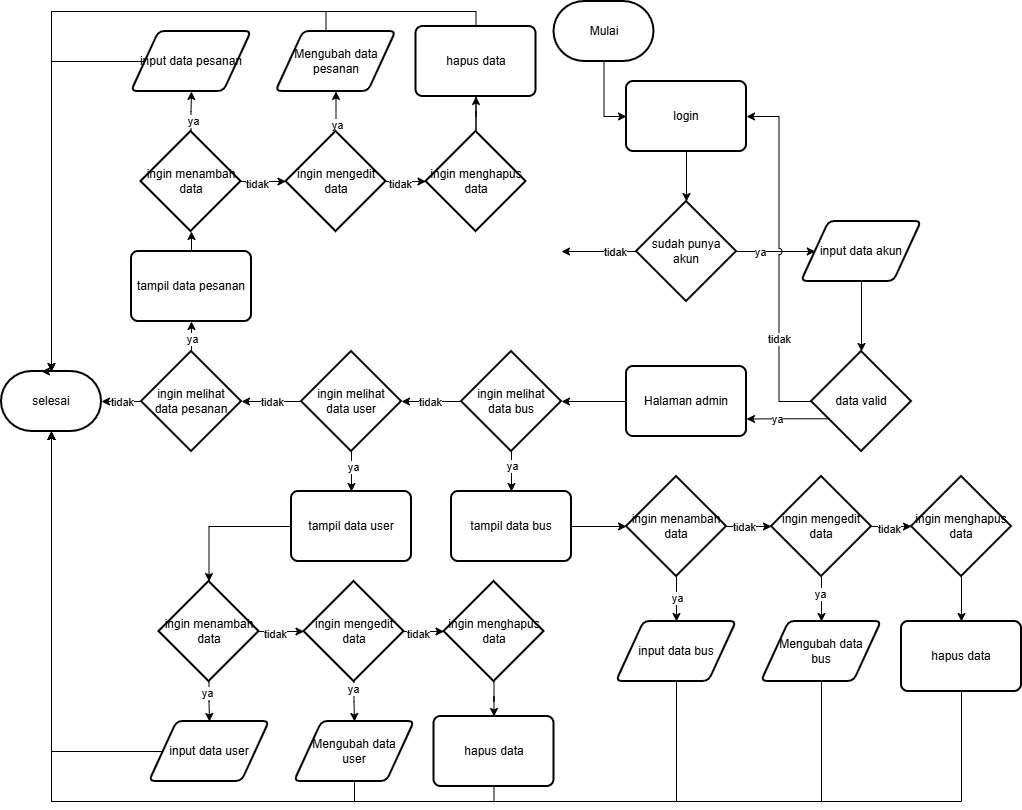 Mulai
input data pesanan
Mengubah data
pesanan
hapus data
login
ya
ya
ingin menambah
data
tidak
ingin mengedit
data
tidak
ingin menghapus
data
sudah punya
akun
tidak
ya
input data akun
tampil data pesanan
ya
tidak
selesai
tidak
ingin melihat
data pesanan
tidak
ingin melihat
data user
tidak
ingin melihat
data bus
Halaman admin
data valid
ya
ya
ya
tampil data user
tampil data bus
ingin menambah
data
tidak
ingin mengedit
data
tidak
ingin menghapus
data
ya
ya
ingin menambah
data
tidak
ingin mengedit
data
tidak
ingin menghapus
data
input data bus
Mengubah data
bus
hapus data
ya
ya
input data user
Mengubah data
user
hapus data